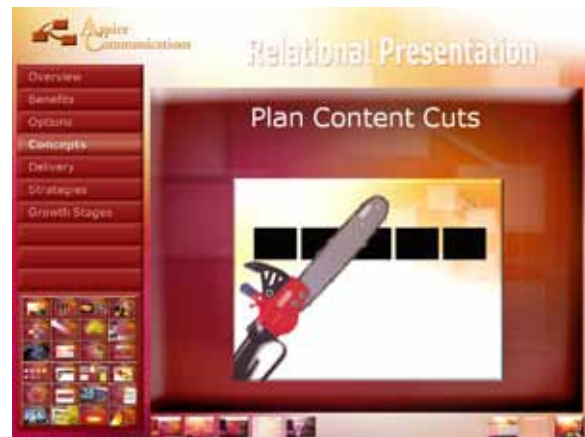 Aspire
Communications
Relational Presentation
Overview
Benefits
Options
Concepts
Delivery
Strategies
Growth Stages
Plan Content Cuts